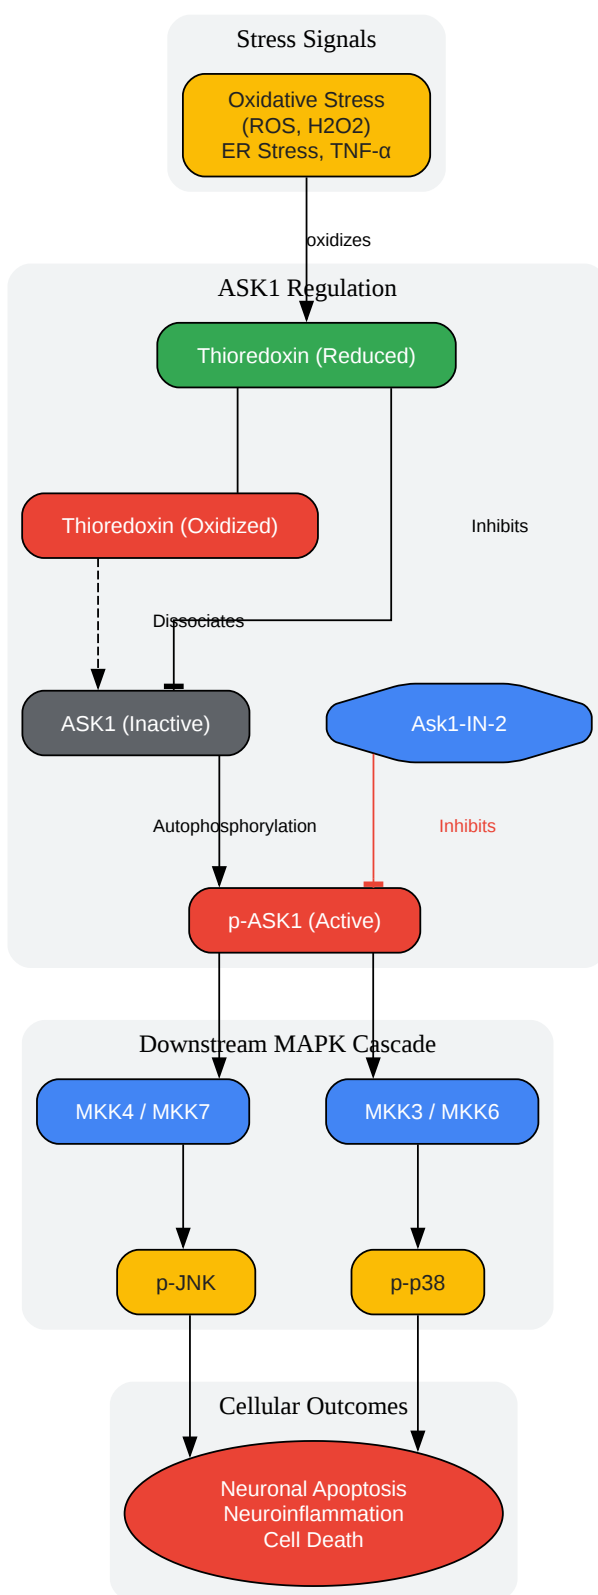 Stress Signals
Oxidative Stress
(ROS, H2O2)
ER Stress, TNF-α
oxidizes
ASK1 Regulation
Thioredoxin (Reduced)
Thioredoxin (Oxidized)
Inhibits
Dissociates
ASK1 (Inactive)
Ask1-IN-2
Autophosphorylation
Inhibits
p-ASK1 (Active)
Downstream MAPK Cascade
MKK4 / MKK7
MKK3 / MKK6
p-JNK
p-p38
Cellular Outcomes
Neuronal Apoptosis
Neuroinflammation
Cell Death